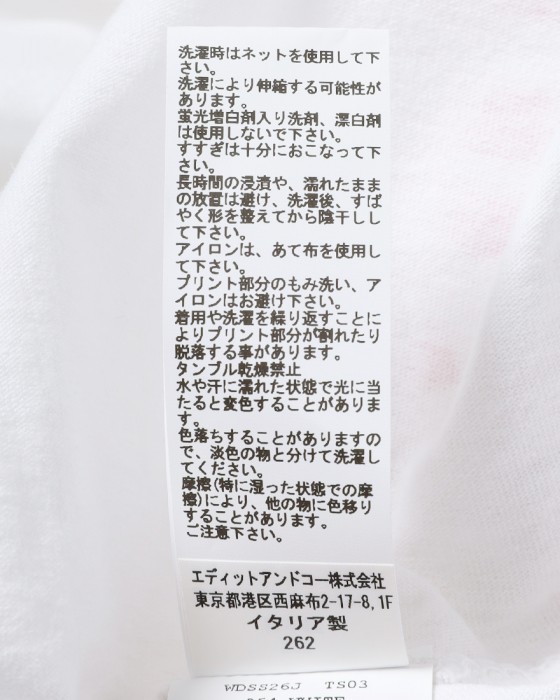 洗濯時はネットを使用して下
さい。
洗濯により伸縮する可能性が
あります。
蛍光増白剤入り洗剤、漂白剤
は使用しないで下さい。
すすぎは十分におこなって下
さい。
長時間の浸漬や、濡れたまま
の放置は避け、洗濯後、すば
やく形を整えてから陰干しし
て下さい。
アイロンは、あて布を使用し
て下さい。
プリント部分のもみ洗い、ア
イロンはお避け下さい。
着用や洗濯を繰り返すことに
よりプリント部分が割れたり
脱落する事があります。
タンブル乾燥禁止
水や汗に濡れた状態で光に当
たると変色することがありま
す。
色落ちすることがありますの
で、淡色の物と分けて洗濯し
てください。
摩擦(特に湿った状態での摩
擦)により、他の物に色移り
することがあります。
ご注意下さい。
エディットアンドコー株式会社
東京都港区西麻布2-17-8,1F
イタリア製
262
WDSS26J TS03